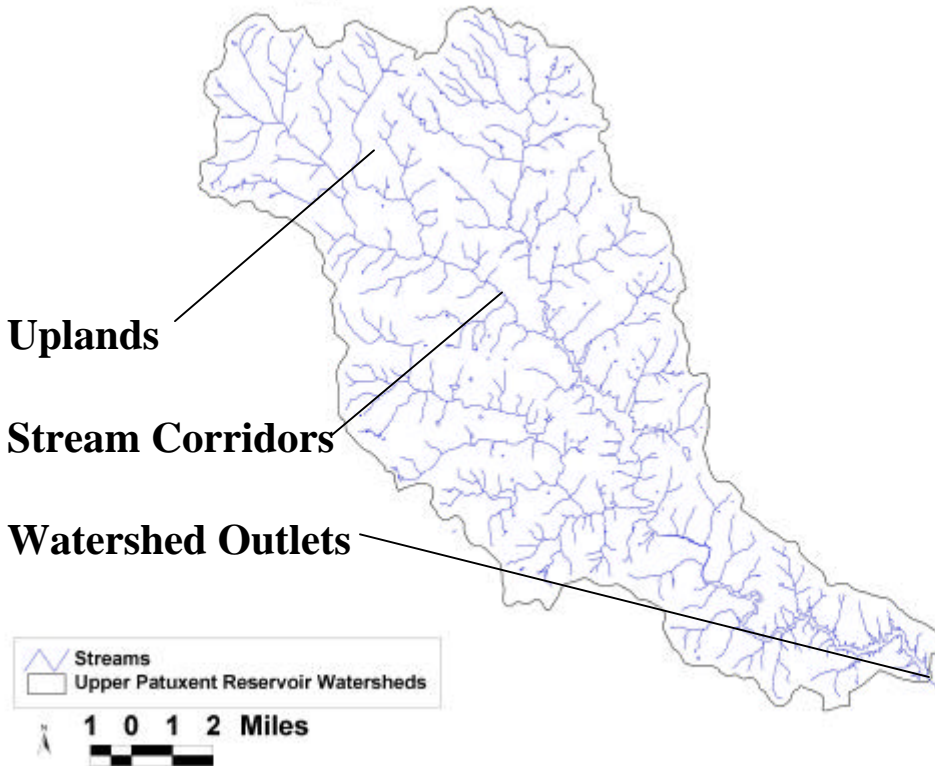 Uplands
Stream Corridors
Watershed Outlets
Streams
Upper Patuxent Reservoir Watersheds
N
1 0 1 2 Miles